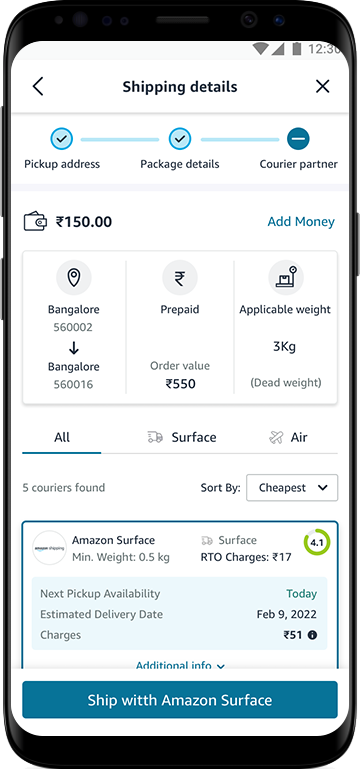 12:30
Shipping details
Pickup address
Package details
Courier partner
₹150.00
Add Money
Bangalore
560002
Bangalore
560016
Prepaid
Order value
₹550
Applicable weight
3Kg
(Dead weight)
All
Surface
Air
5 couriers found
Sort By:
Cheapest
amazon shipping
Amazon Surface
Min. Weight: 0.5 kg
Surface
RTO Charges: ₹17
4.1
Next Pickup Availability
Today
Estimated Delivery Date
Feb 9, 2022
Charges
₹51
Additional info
Ship witth Amazon Surface